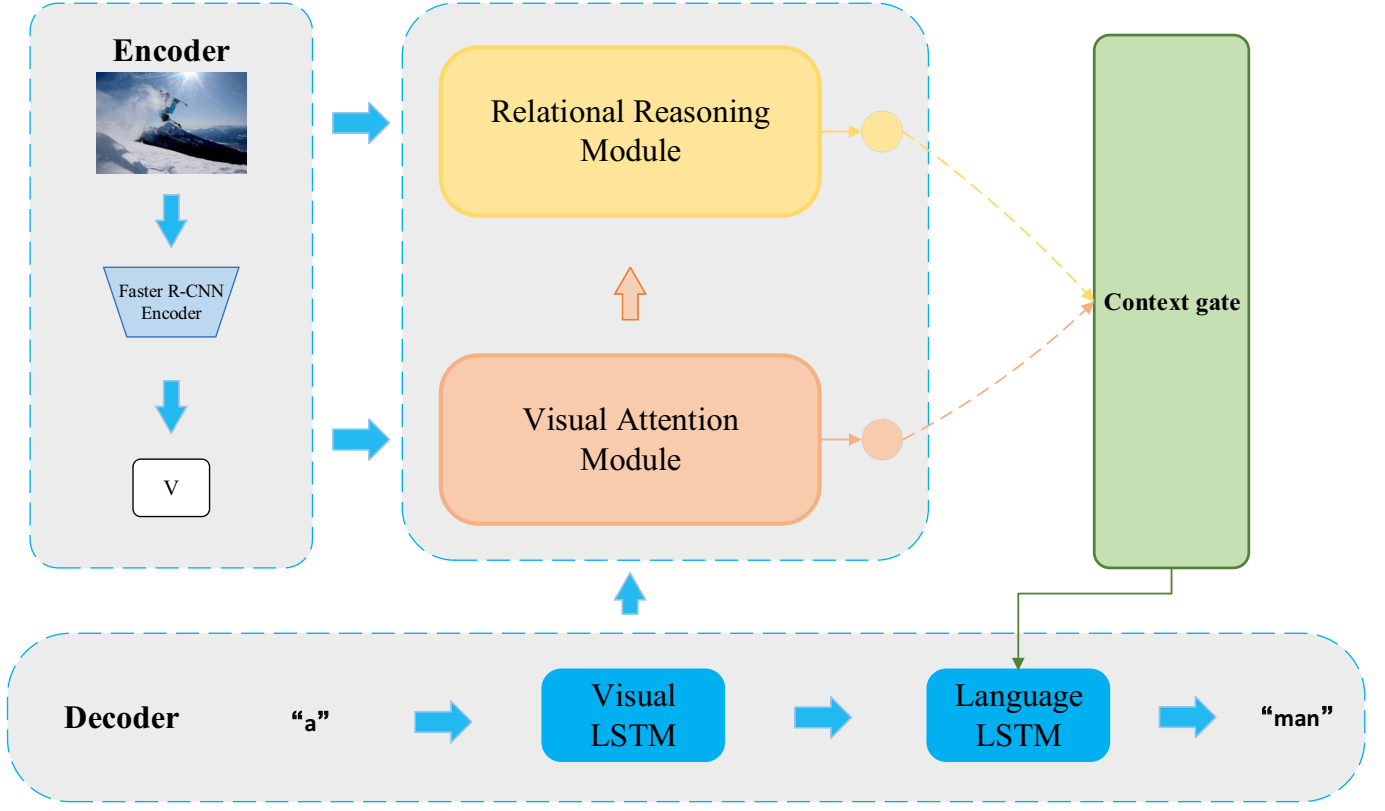 Encoder
Faster R-CNN
Encoder
V
Relational Reasoning
Module
Visual Attention
Module
Context gate
Decoder
“a”
Visual
LSTM
Language
LSTM
“man”